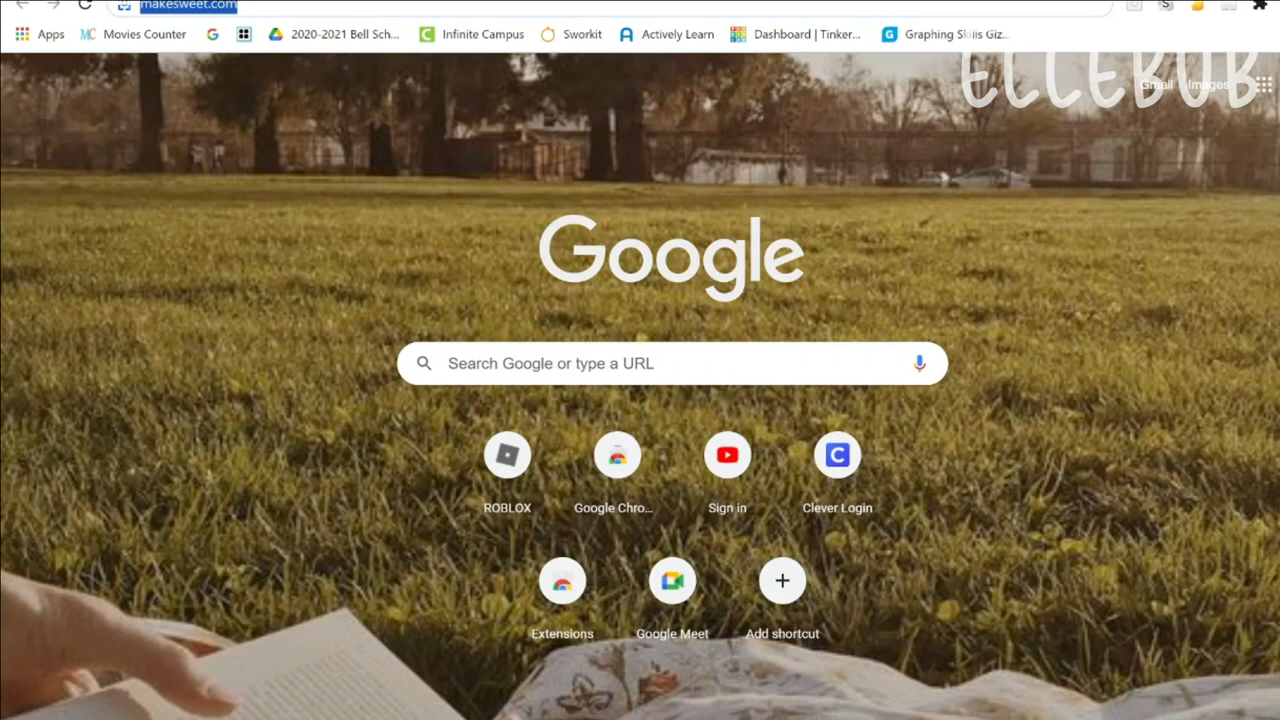 makesweet.com
Apps MC Movies Counter 2020-2021 Bell Sch... Infinite Campus Sworkit Actively Learn Dashboard | Tinker... Graphing Skills Giz...
ELLEBUB
Gmail Images
Google
Search Google or type a URL
ROBLOX Google Chro... Sign in Clever Login
Extensions Google Meet Add shortcut